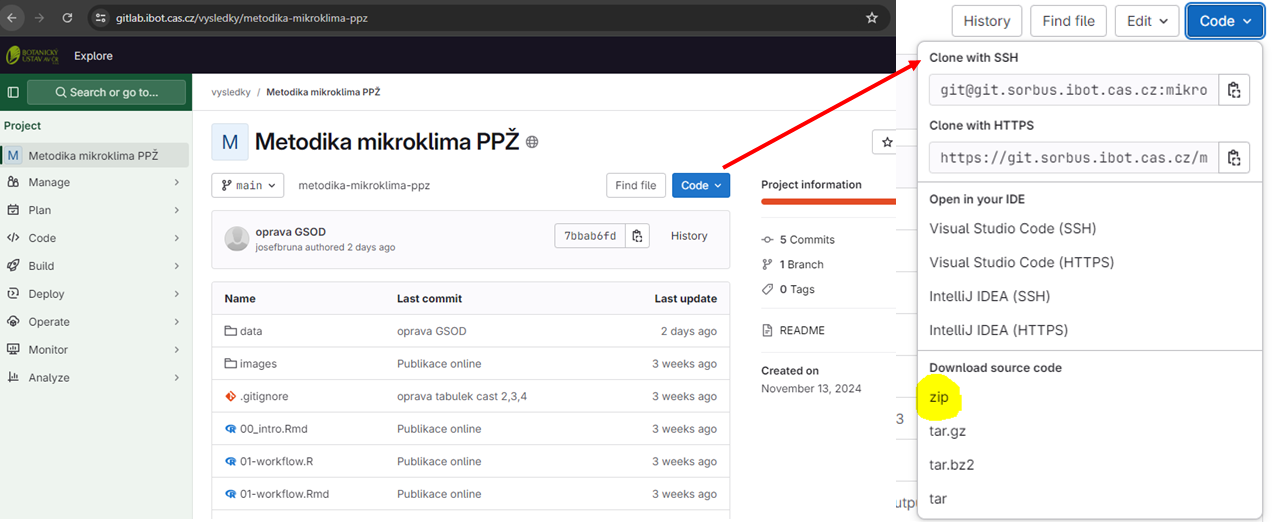 gitlab.ibot.cas.cz/vysledky/metodika-mikroklima-ppz
BOTANICKÝ
ÚSTAV AV ČR
Explore
Search or go to...
Project
M Metodika mikroklima PPŽ
Manage
Plan
Code
Build
Deploy
Operate
Monitor
Analyze
vysledky / Metodika mikroklima PPŽ
M Metodika mikroklima PPŽ
main metodika-mikroklima-ppz Find file Code
oprava GSOD
josefbruna authored 2 days ago
7bbab6fd History
Name Last commit Last update
data oprava GSOD 2 days ago
images Publikace online 3 weeks ago
.gitignore oprava tabulek cast 2,3,4 3 weeks ago
00_intro.Rmd Publikace online 3 weeks ago
01-workflow.R Publikace online 3 weeks ago
01-workflow.Rmd Publikace online 3 weeks ago
Project information
5 Commits
1 Branch
0 Tags
README
Created on
November 13, 2024
History Find file Edit Code
Clone with SSH
git@git.sorbus.ibot.cas.cz:mikro
Clone with HTTPS
https://git.sorbus.ibot.cas.cz/m
Open in your IDE
Visual Studio Code (SSH)
Visual Studio Code (HTTPS)
IntelliJ IDEA (SSH)
IntelliJ IDEA (HTTPS)
Download source code
zip
3
tar.gz
tar.bz2
tar